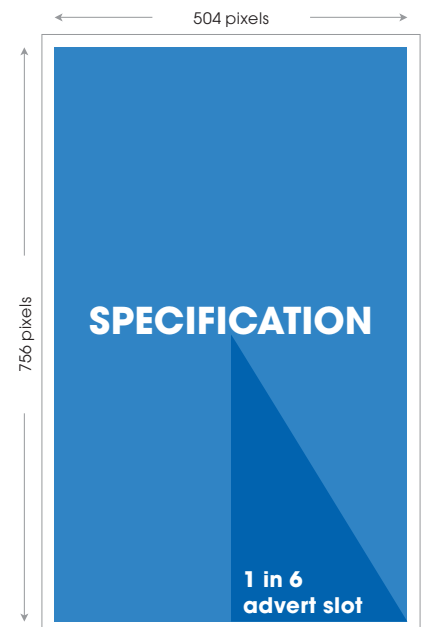 504 pixels
756 pixels
SPECIFICATION
1 in 6
advert slot